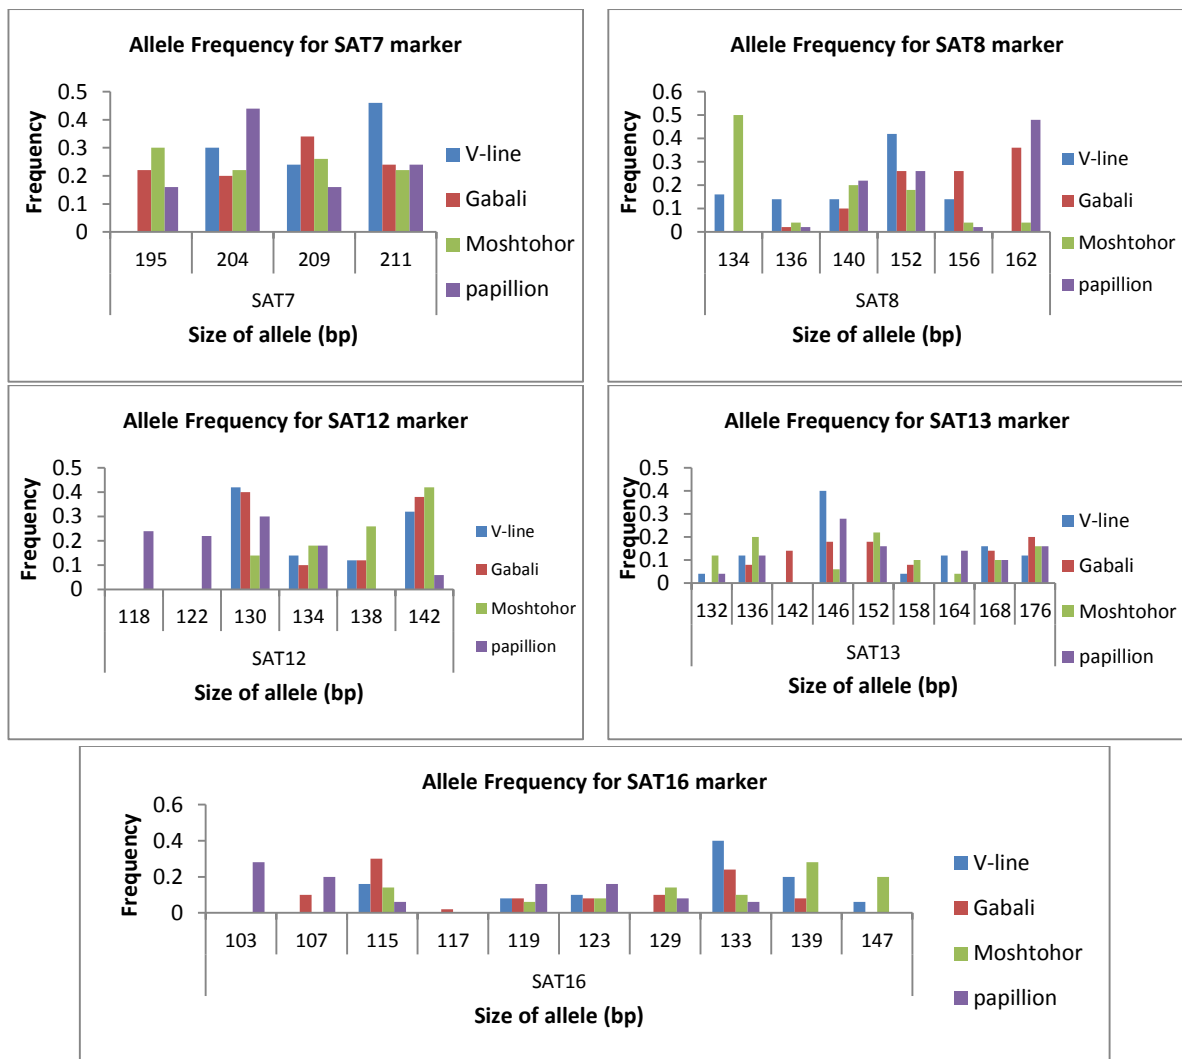 Allele Frequency for SAT7 marker
Frequency
0.5
0.4
0.3
0.2
0.1
0
195 204 209 211
SAT7
Size of allele (bp)
V-line
Gabali
Moshtohor
papillion
Allele Frequency for SAT8 marker
Frequency
0.6
0.5
0.4
0.3
0.2
0.1
0
134 136 140 152 156 162
SAT8
Size of allele (bp)
V-line
Gabali
Moshtohor
papillion
Allele Frequency for SAT12 marker
Frequency
0.5
0.4
0.3
0.2
0.1
0
118 122 130 134 138 142
SAT12
Size of allele (bp)
V-line
Gabali
Moshtohor
papillion
Allele Frequency for SAT13 marker
Frequency
0.5
0.4
0.3
0.2
0.1
0
132 136 142 146 152 158 164 168 176
SAT13
Size of allele (bp)
V-line
Gabali
Moshtohor
papillion
Allele Frequency for SAT16 marker
Frequency
0.6
0.4
0.2
0
103 107 115 117 119 123 129 133 139 147
SAT16
Size of allele (bp)
V-line
Gabali
Moshtohor
papillion